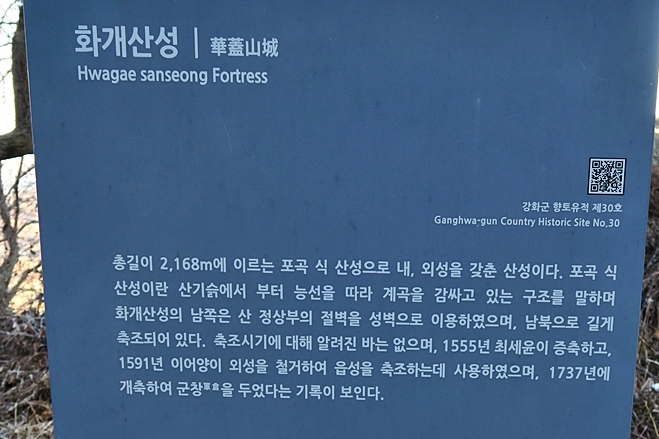 화개산성 | 華蓋山城
Hwagae sanseong Fortress
강화군 향토유적 제30호
Ganghwa-gun Country Historic Site No.30
총길이 2,168m에 이르는 포곡 식 산성으로 내, 외성을 갖춘 산성이다. 포곡 식
산성이란 산기슭에서 부터 능선을 따라 계곡을 감싸고 있는 구조를 말하며
화개산성의 남쪽은 산 정상부의 절벽을 성벽으로 이용하였으며, 남북으로 길게
축조되어 있다. 축조시기에 대해 알려진 바는 없으며, 1555년 최세윤이 증축하고,
1591년 이어양이 외성을 철거하여 읍성을 축조하는데 사용하였으며, 1737년에
개축하여 군창軍倉을 두었다는 기록이 보인다.